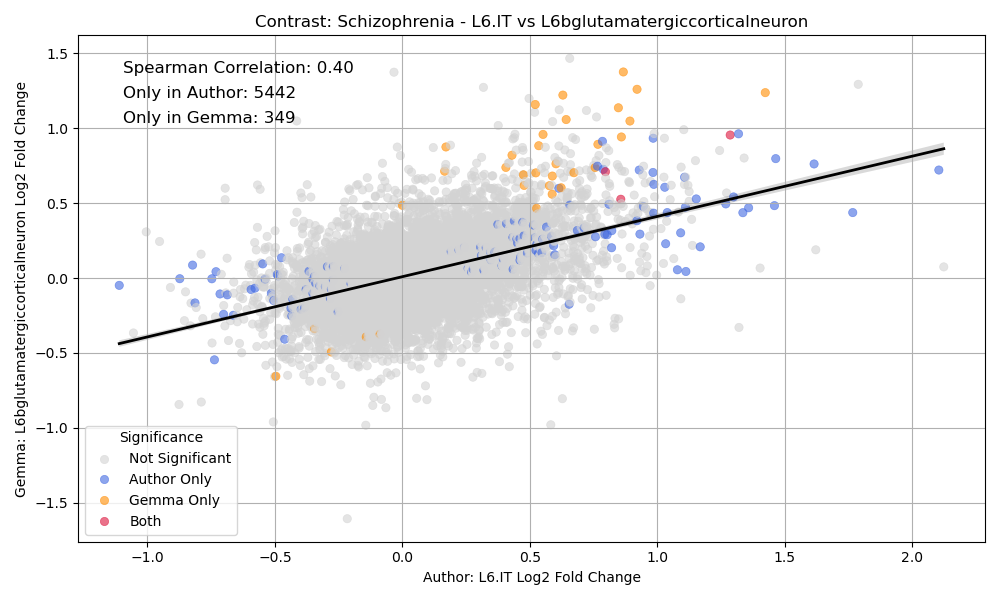 Contrast: Schizophrenia - L6.IT vs L6bglutamatergiccorticalneuron
Spearman Correlation: 0.40
Only in Author: 5442
Only in Gemma: 349
Gemma: L6bglutamatergiccorticalneuron Log2 Fold Change
1.5
1.0
0.5
0.0
−0.5
−1.0
−1.5
Significance
Not Significant
Author Only
Gemma Only
Both
−1.0
−0.5
0.0
0.5
1.0
1.5
2.0
Author: L6.IT Log2 Fold Change